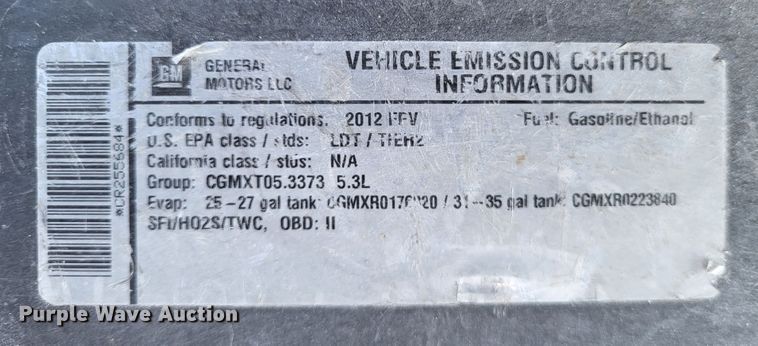 GM
GENERAL
MOTORS LLC
VEHICLE EMISSION CONTROL
INFORMATION
Conforms to regulations: 2012 FFV Fuel: Gasoline/Ethanol
U.S. EPA class / stds: LDT / TIER2
California class / stds: N/A
Group: CGMXT05.3373 5.3L
Evap: 25-27 gal tank: / 31-35 gal tank: CGMXR0223840
SFI/HO2S/TWC, OBD: II
*CR255684*
Purple Wave Auction